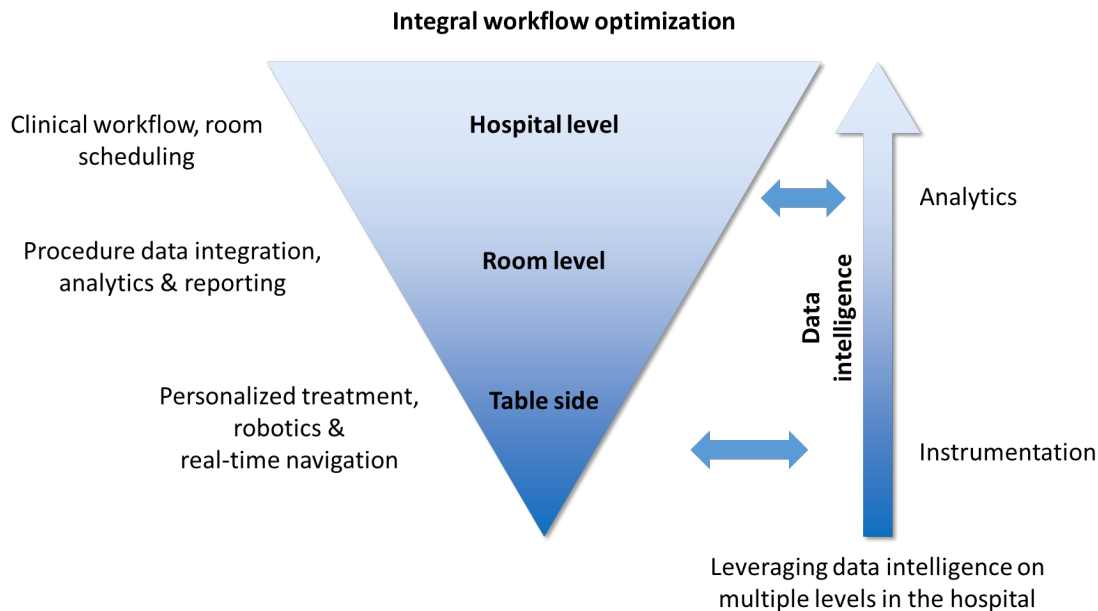 Integral workflow optimization
Clinical workflow, room
scheduling
Hospital level
Analytics
Procedure data integration,
analytics & reporting
Room level
Data
intelligence
Personalized treatment,
robotics &
real-time navigation
Table side
Instrumentation
Leveraging data intelligence on
multiple levels in the hospital